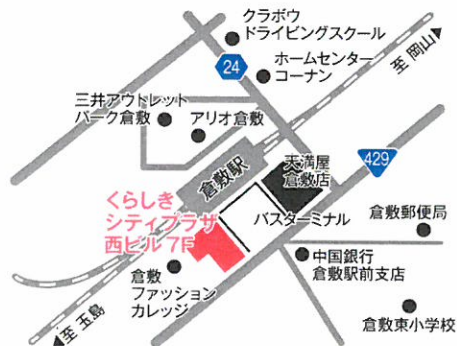 クラボウ
ドライビングスクール
24
ホームセンター
コーナン
至 岡山
三井アウトレット
パーク倉敷
アリオ倉敷
倉敷駅
天満屋
倉敷店
429
くらしき
シティプラザ
西ビル 7F
バスターミナル
倉敷郵便局
倉敷
ファッション
カレッジ
中国銀行
倉敷駅前支店
至 玉島
倉敷東小学校